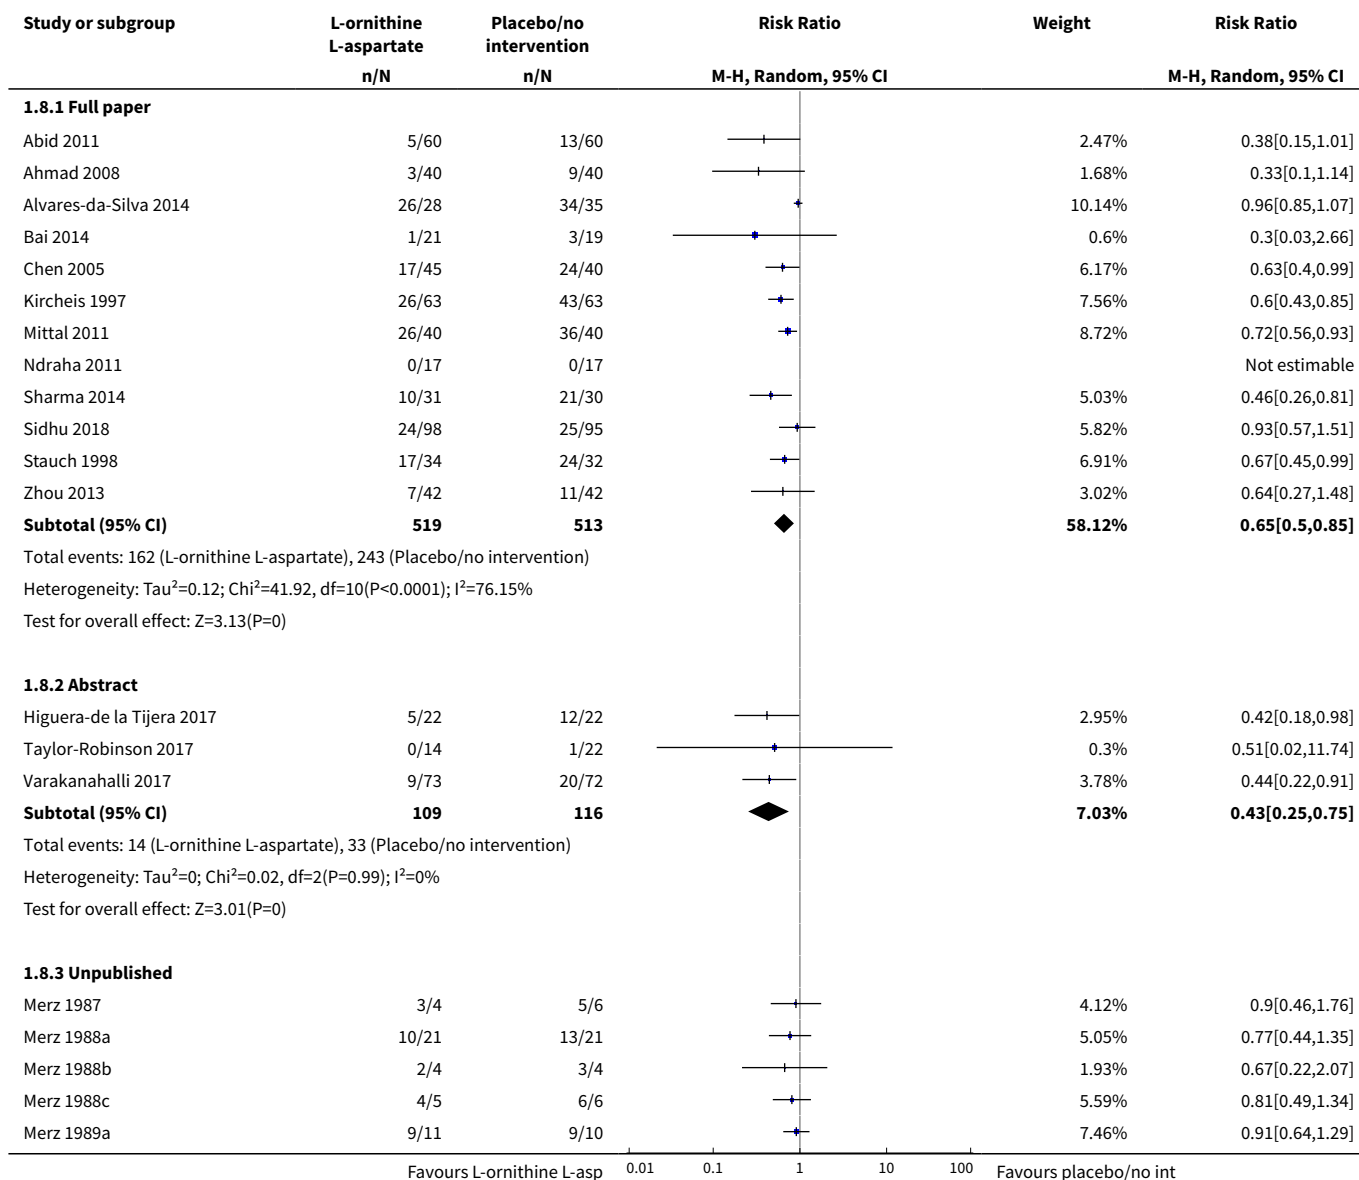 Study or subgroup L-ornithine L-aspartate Placebo/no intervention Risk Ratio Weight Risk Ratio
n/N n/N M-H, Random, 95% CI M-H, Random, 95% CI
1.8.1 Full paper
Abid 2011 5/60 13/60 2.47% 0.38[0.15,1.01]
Ahmad 2008 3/40 9/40 1.68% 0.33[0.1,1.14]
Alvares-da-Silva 2014 26/28 34/35 10.14% 0.96[0.85,1.07]
Bai 2014 1/21 3/19 0.6% 0.3[0.03,2.66]
Chen 2005 17/45 24/40 6.17% 0.63[0.4,0.99]
Kircheis 1997 26/63 43/63 7.56% 0.6[0.43,0.85]
Mittal 2011 26/40 36/40 8.72% 0.72[0.56,0.93]
Ndraha 2011 0/17 0/17 Not estimable
Sharma 2014 10/31 21/30 5.03% 0.46[0.26,0.81]
Sidhu 2018 24/98 25/95 5.82% 0.93[0.57,1.51]
Stauch 1998 17/34 24/32 6.91% 0.67[0.45,0.99]
Zhou 2013 7/42 11/42 3.02% 0.64[0.27,1.48]
Subtotal (95% CI) 519 513 58.12% 0.65[0.5,0.85]
Total events: 162 (L-ornithine L-aspartate), 243 (Placebo/no intervention)
Heterogeneity: Tau²=0.12; Chi²=41.92, df=10(P<0.0001); I²=76.15%
Test for overall effect: Z=3.13(P=0)
1.8.2 Abstract
Higuera-de la Tijera 2017 5/22 12/22 2.95% 0.42[0.18,0.98]
Taylor-Robinson 2017 0/14 1/22 0.3% 0.51[0.02,11.74]
Varakanahalli 2017 9/73 20/72 3.78% 0.44[0.22,0.91]
Subtotal (95% CI) 109 116 7.03% 0.43[0.25,0.75]
Total events: 14 (L-ornithine L-aspartate), 33 (Placebo/no intervention)
Heterogeneity: Tau²=0; Chi²=0.02, df=2(P=0.99); I²=0%
Test for overall effect: Z=3.01(P=0)
1.8.3 Unpublished
Merz 1987 3/4 5/6 4.12% 0.9[0.46,1.76]
Merz 1988a 10/21 13/21 5.05% 0.77[0.44,1.35]
Merz 1988b 2/4 3/4 1.93% 0.67[0.22,2.07]
Merz 1988c 4/5 6/6 5.59% 0.81[0.49,1.34]
Merz 1989a 9/11 9/10 7.46% 0.91[0.64,1.29]
Favours L-ornithine L-asp 0.01 0.1 1 10 100 Favours placebo/no int